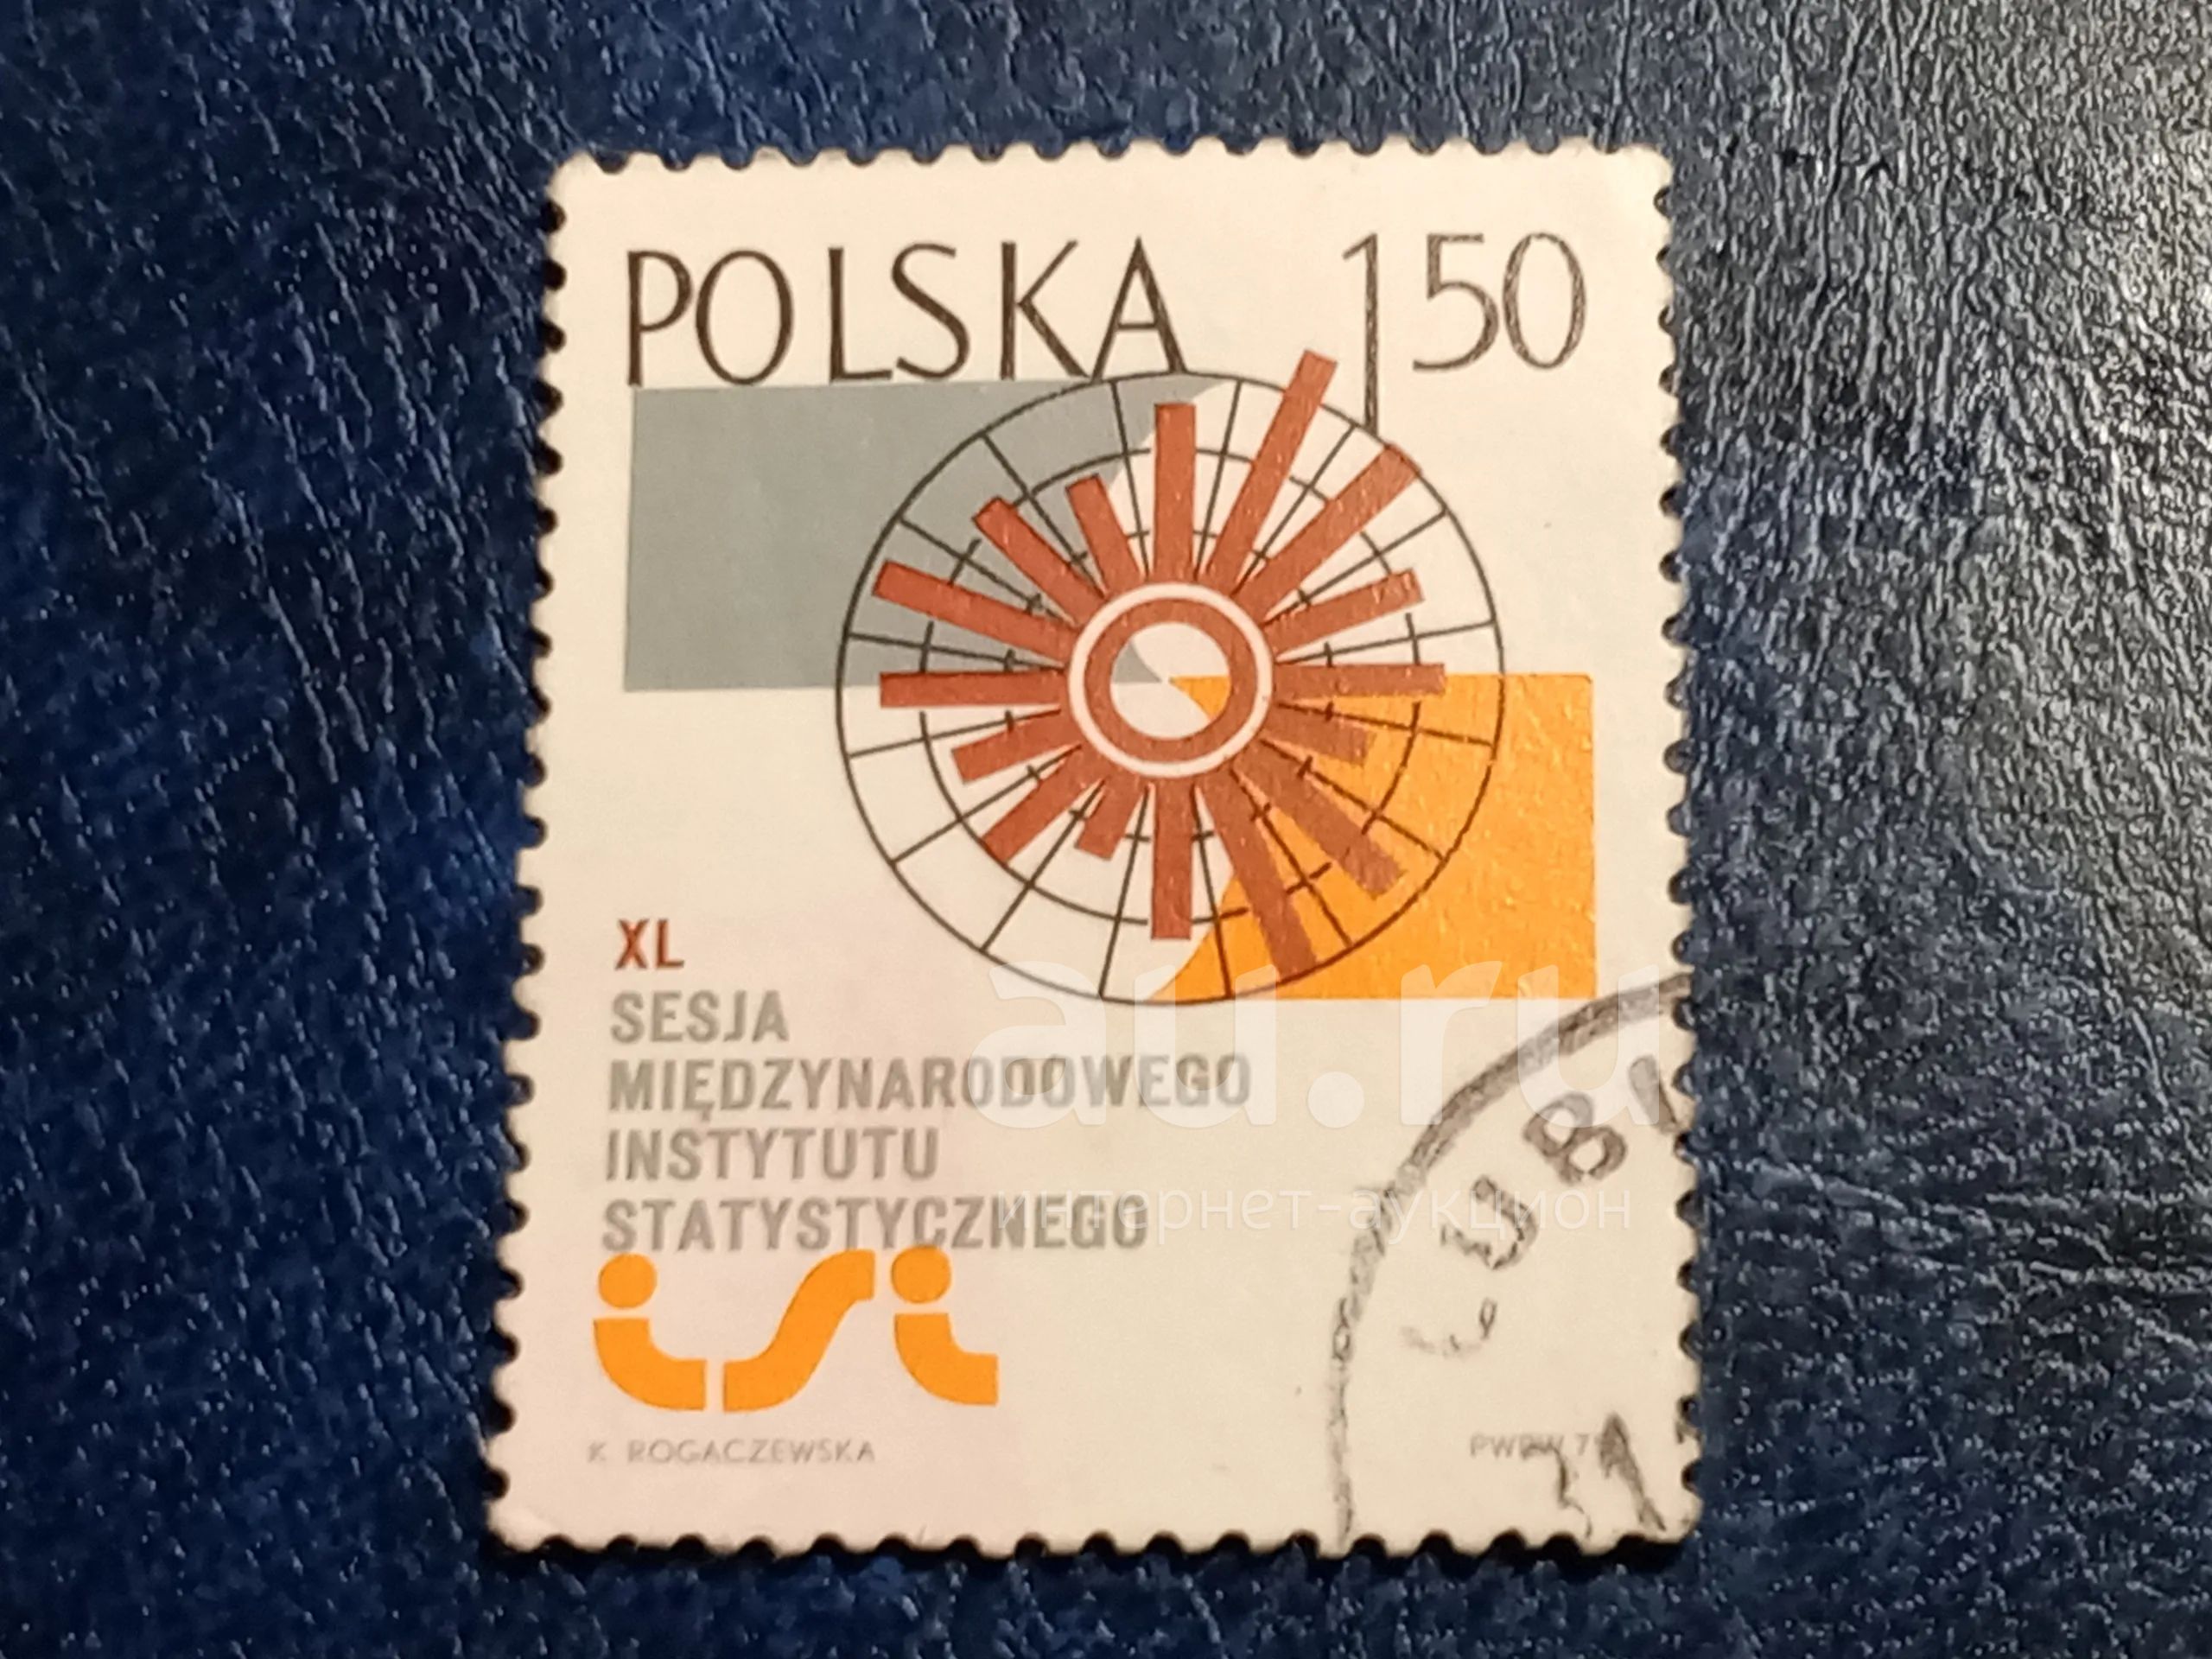 POLSKA 150
XL
SESJA
MIĘDZYNARODOWEGO
INSTYTUTU
STATYSTYCZNEGO
isi
K. ROGACZEWSKA
au.ru
интернет-аукцион